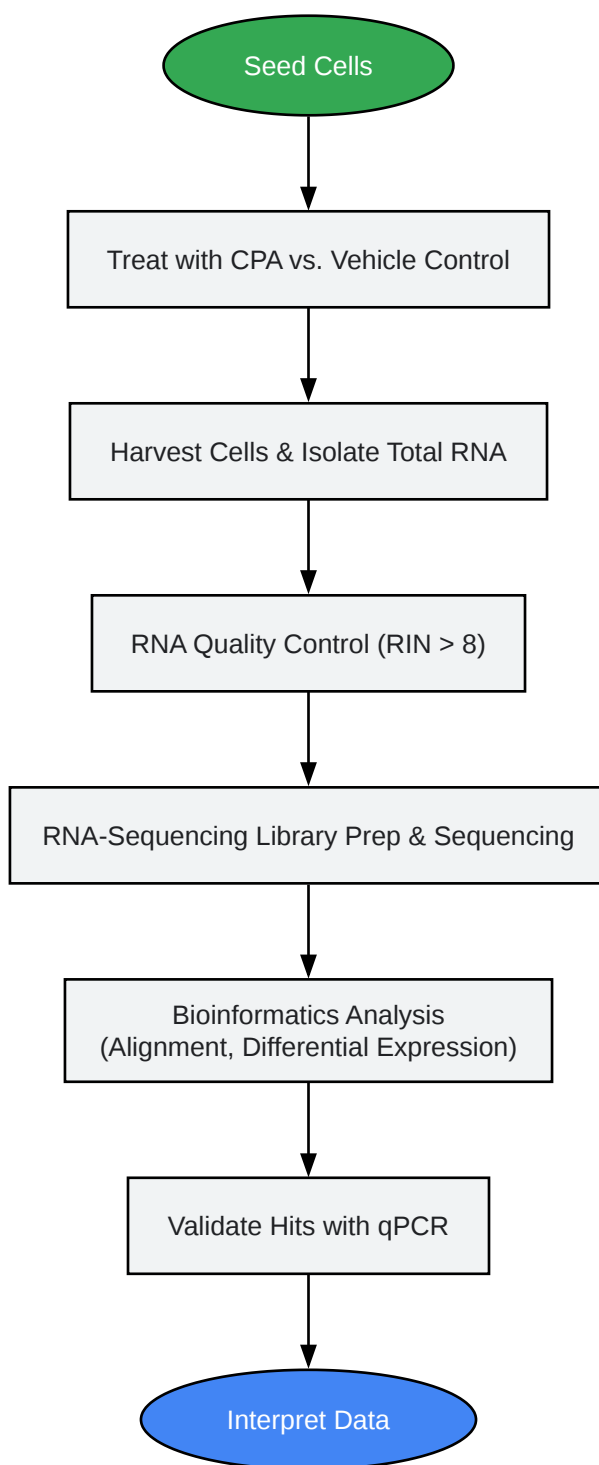 Seed Cells
Treat with CPA vs. Vehicle Control
Harvest Cells & Isolate Total RNA
RNA Quality Control (RIN > 8)
RNA-Sequencing Library Prep & Sequencing
Bioinformatics Analysis
(Alignment, Differential Expression)
Validate Hits with qPCR
Interpret Data